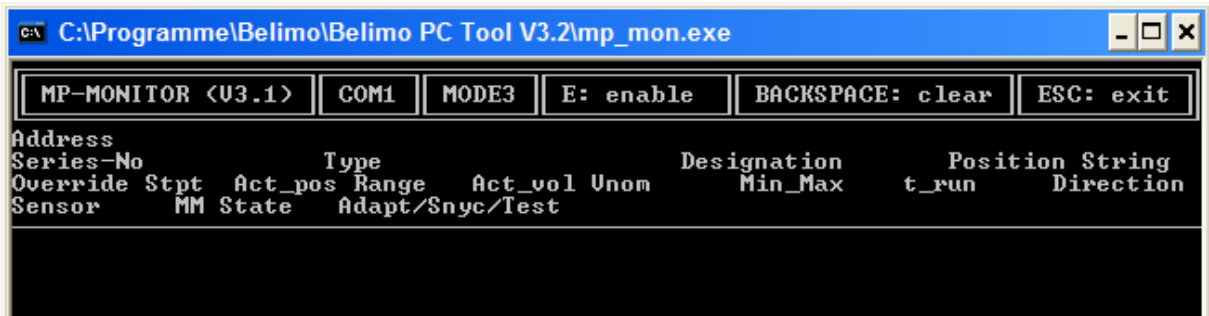 C:\Programme\Belimo\Belimo PC Tool V3.2\mp_mon.exe
MP-MONITOR (V3.1) COM1 MODE3 E: enable BACKSPACE: clear ESC: exit
Address
Series-No Type Designation Position String
Override Stpt Act_pos Range Act_vol Vnom Min_Max t_run Direction
Sensor MM State Adapt/Snyc/Test